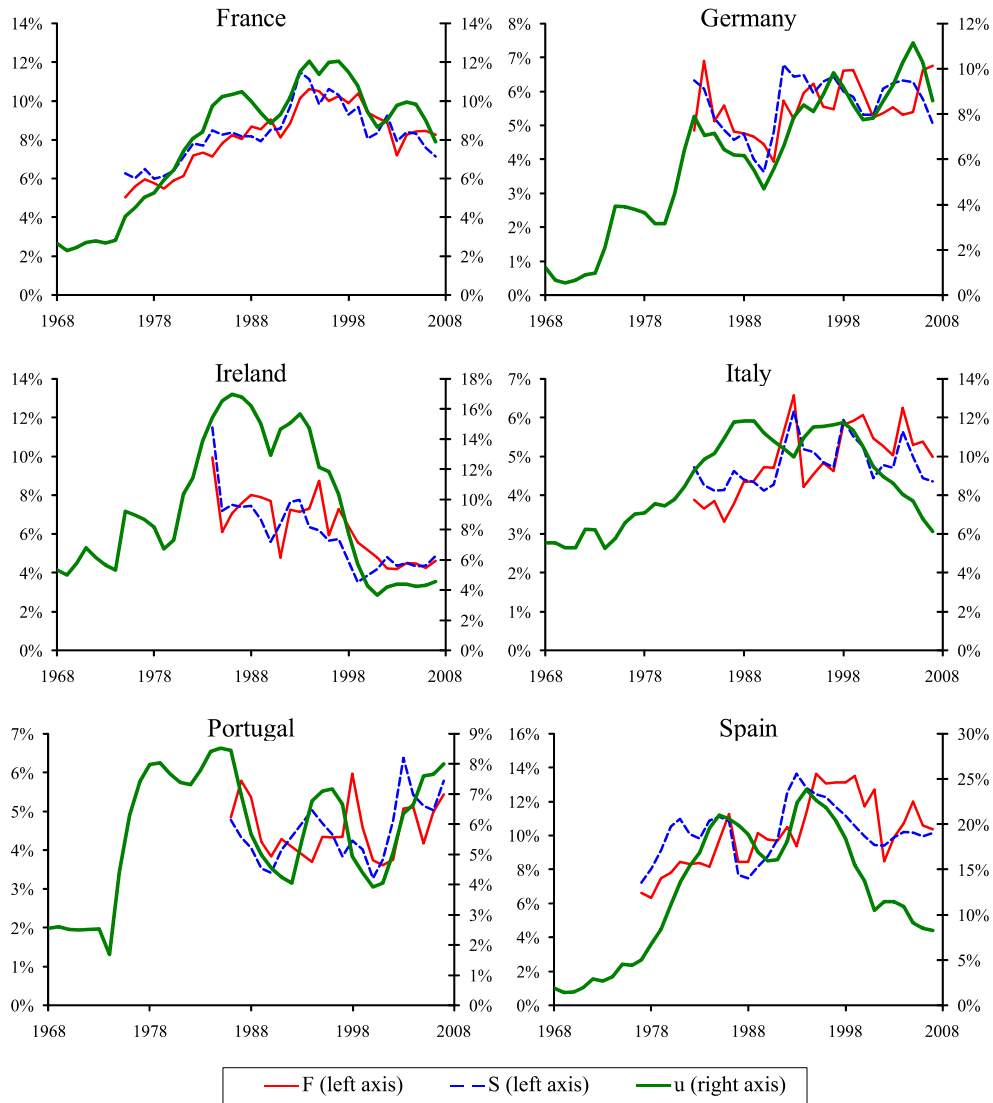 France
Germany
14% 14% 8% 12%
12% 12% 7% 10%
10% 10% 6% 8%
8% 8% 5% 6%
6% 6% 4% 4%
4% 4% 3% 2%
2% 2% 2% 0%
0% 0% 1%
0%
1968 1978 1988 1998 2008
1968 1978 1988 1998 2008
Ireland
Italy
14% 18% 7% 14%
12% 16% 6% 12%
10% 14% 5% 10%
8% 12% 4% 8%
6% 10% 3% 6%
4% 8% 2% 4%
2% 6% 1% 2%
0% 4% 0% 0%
2%
0%
1968 1978 1988 1998 2008
1968 1978 1988 1998 2008
Portugal
Spain
7% 9% 16% 30%
6% 8% 14% 25%
5% 7% 12% 20%
4% 6% 10% 15%
3% 5% 8% 10%
2% 4% 6% 5%
1% 3% 4% 0%
0% 2% 2%
1% 0%
0%
1968 1978 1988 1998 2008
1968 1978 1988 1998 2008
F (left axis) S (left axis) u (right axis)